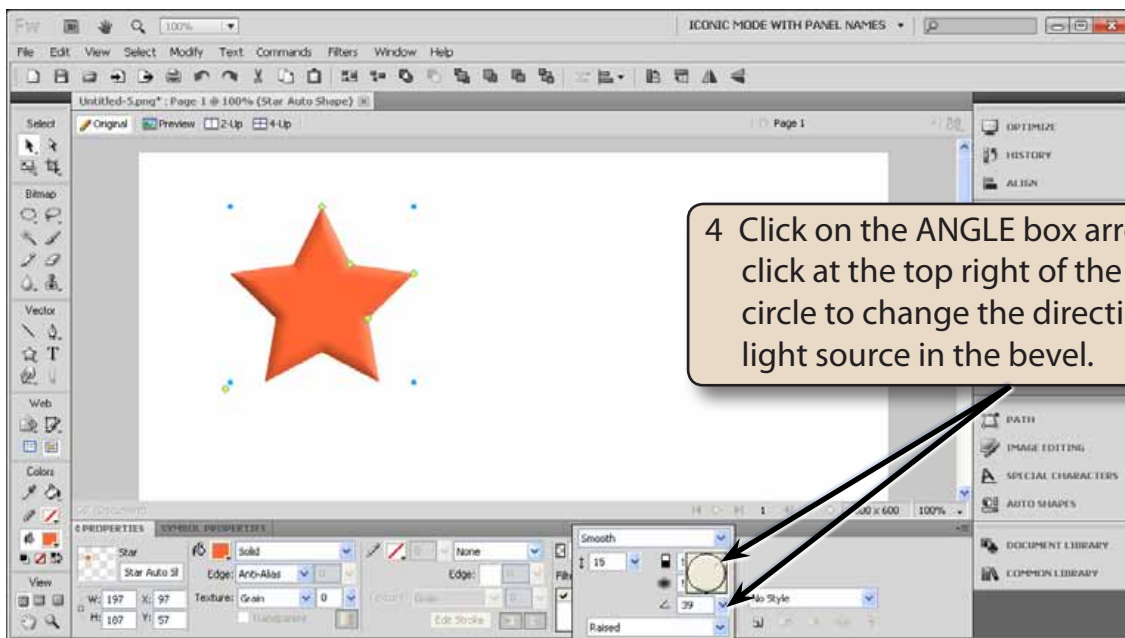 Fw 100% ICONIC MODE WITH PANEL NAMES
File Edit View Select Modify Text Commands Filters Window Help
Untitled-5.png* : Page 1 @ 100% (Star Auto Shape)
Select
Original Preview 2-Up 4-Up Page 1
OPTIMIZE
HISTORY
ALIGN
Bitmap
4 Click on the ANGLE box arr
click at the top right of the
circle to change the directi
light source in the bevel.
Vector
Web
PATH
IMAGE EDITING
SPECIAL CHARACTERS
AUTO SHAPES
Colors
1 100%
PROPERTIES SYMBOL PROPERTIES
Star
Star Auto
Solid
None
Edge: Anti-Alias
Edge:
Texture: Grain 0
Transparent
Edit Stroke
W: 197 X: 97
H: 187 Y: 57
Smooth
15
39
Raised
No Style
DOCUMENT LIBRARY
COMMON LIBRARY
View